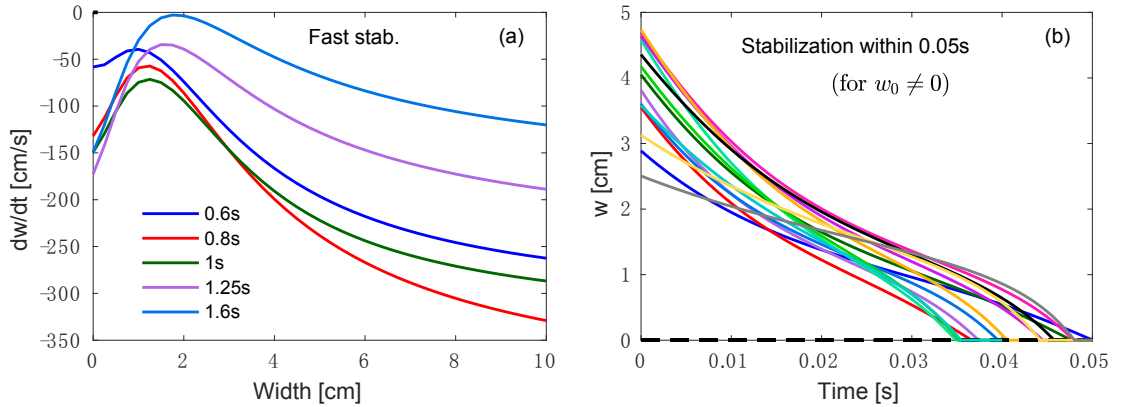 Fast stab.
(a)
0
-50
-100
-150
-200
-250
-300
-350
dw/dt [cm/s]
0.6s
0.8s
1s
1.25s
1.6s
0 2 4 6 8 10
Width [cm]
Stabilization within 0.05s
(b)
(for w₀ ≠ 0)
5
4
3
2
1
0
w [cm]
0 0.01 0.02 0.03 0.04 0.05
Time [s]